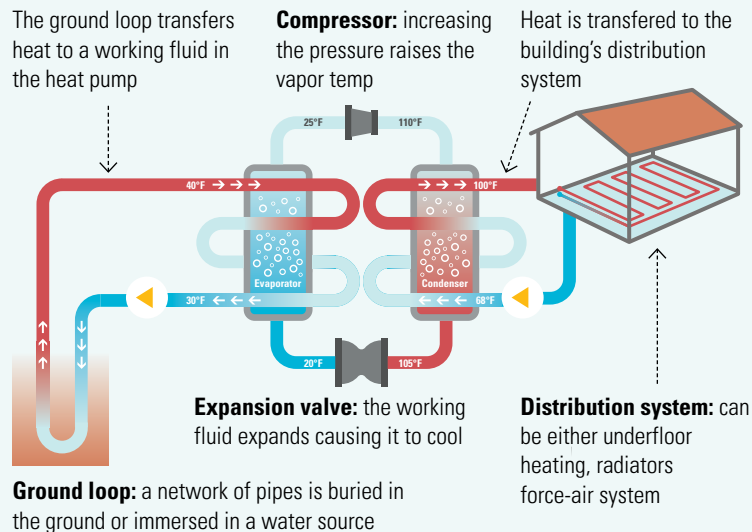 The ground loop transfers
heat to a working fluid in
the heat pump
Compressor: increasing
the pressure raises the
vapor temp
Heat is transfered to the
building's distribution
system
25°F
110°F
40°F
100°F
Evaporator
Condenser
30°F
68°F
20°F
105°F
Expansion valve: the working
fluid expands causing it to cool
Distribution system: can
be either underfloor
heating, radiators
force-air system
Ground loop: a network of pipes is buried in
the ground or immersed in a water source